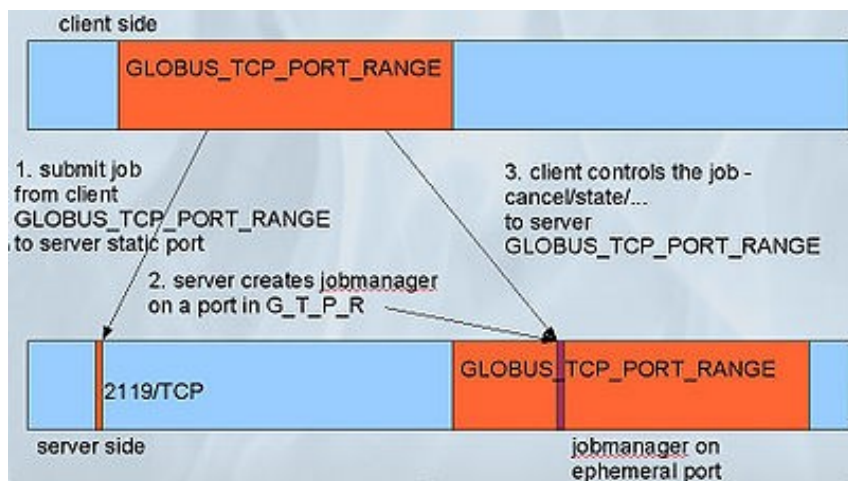 client side
GLOBUS_TCP_PORT_RANGE
1. submit job
from client
GLOBUS_TCP_PORT_RANGE
to server static port
3. client controls the job -
cancel/state/...
to server
GLOBUS_TCP_PORT_RANGE
2. server creates jobmanager
on a port in G_T_P_R
2119/TCP
GLOBUS_TCP_PORT_RANGE
server side
jobmanager on
ephemeral port